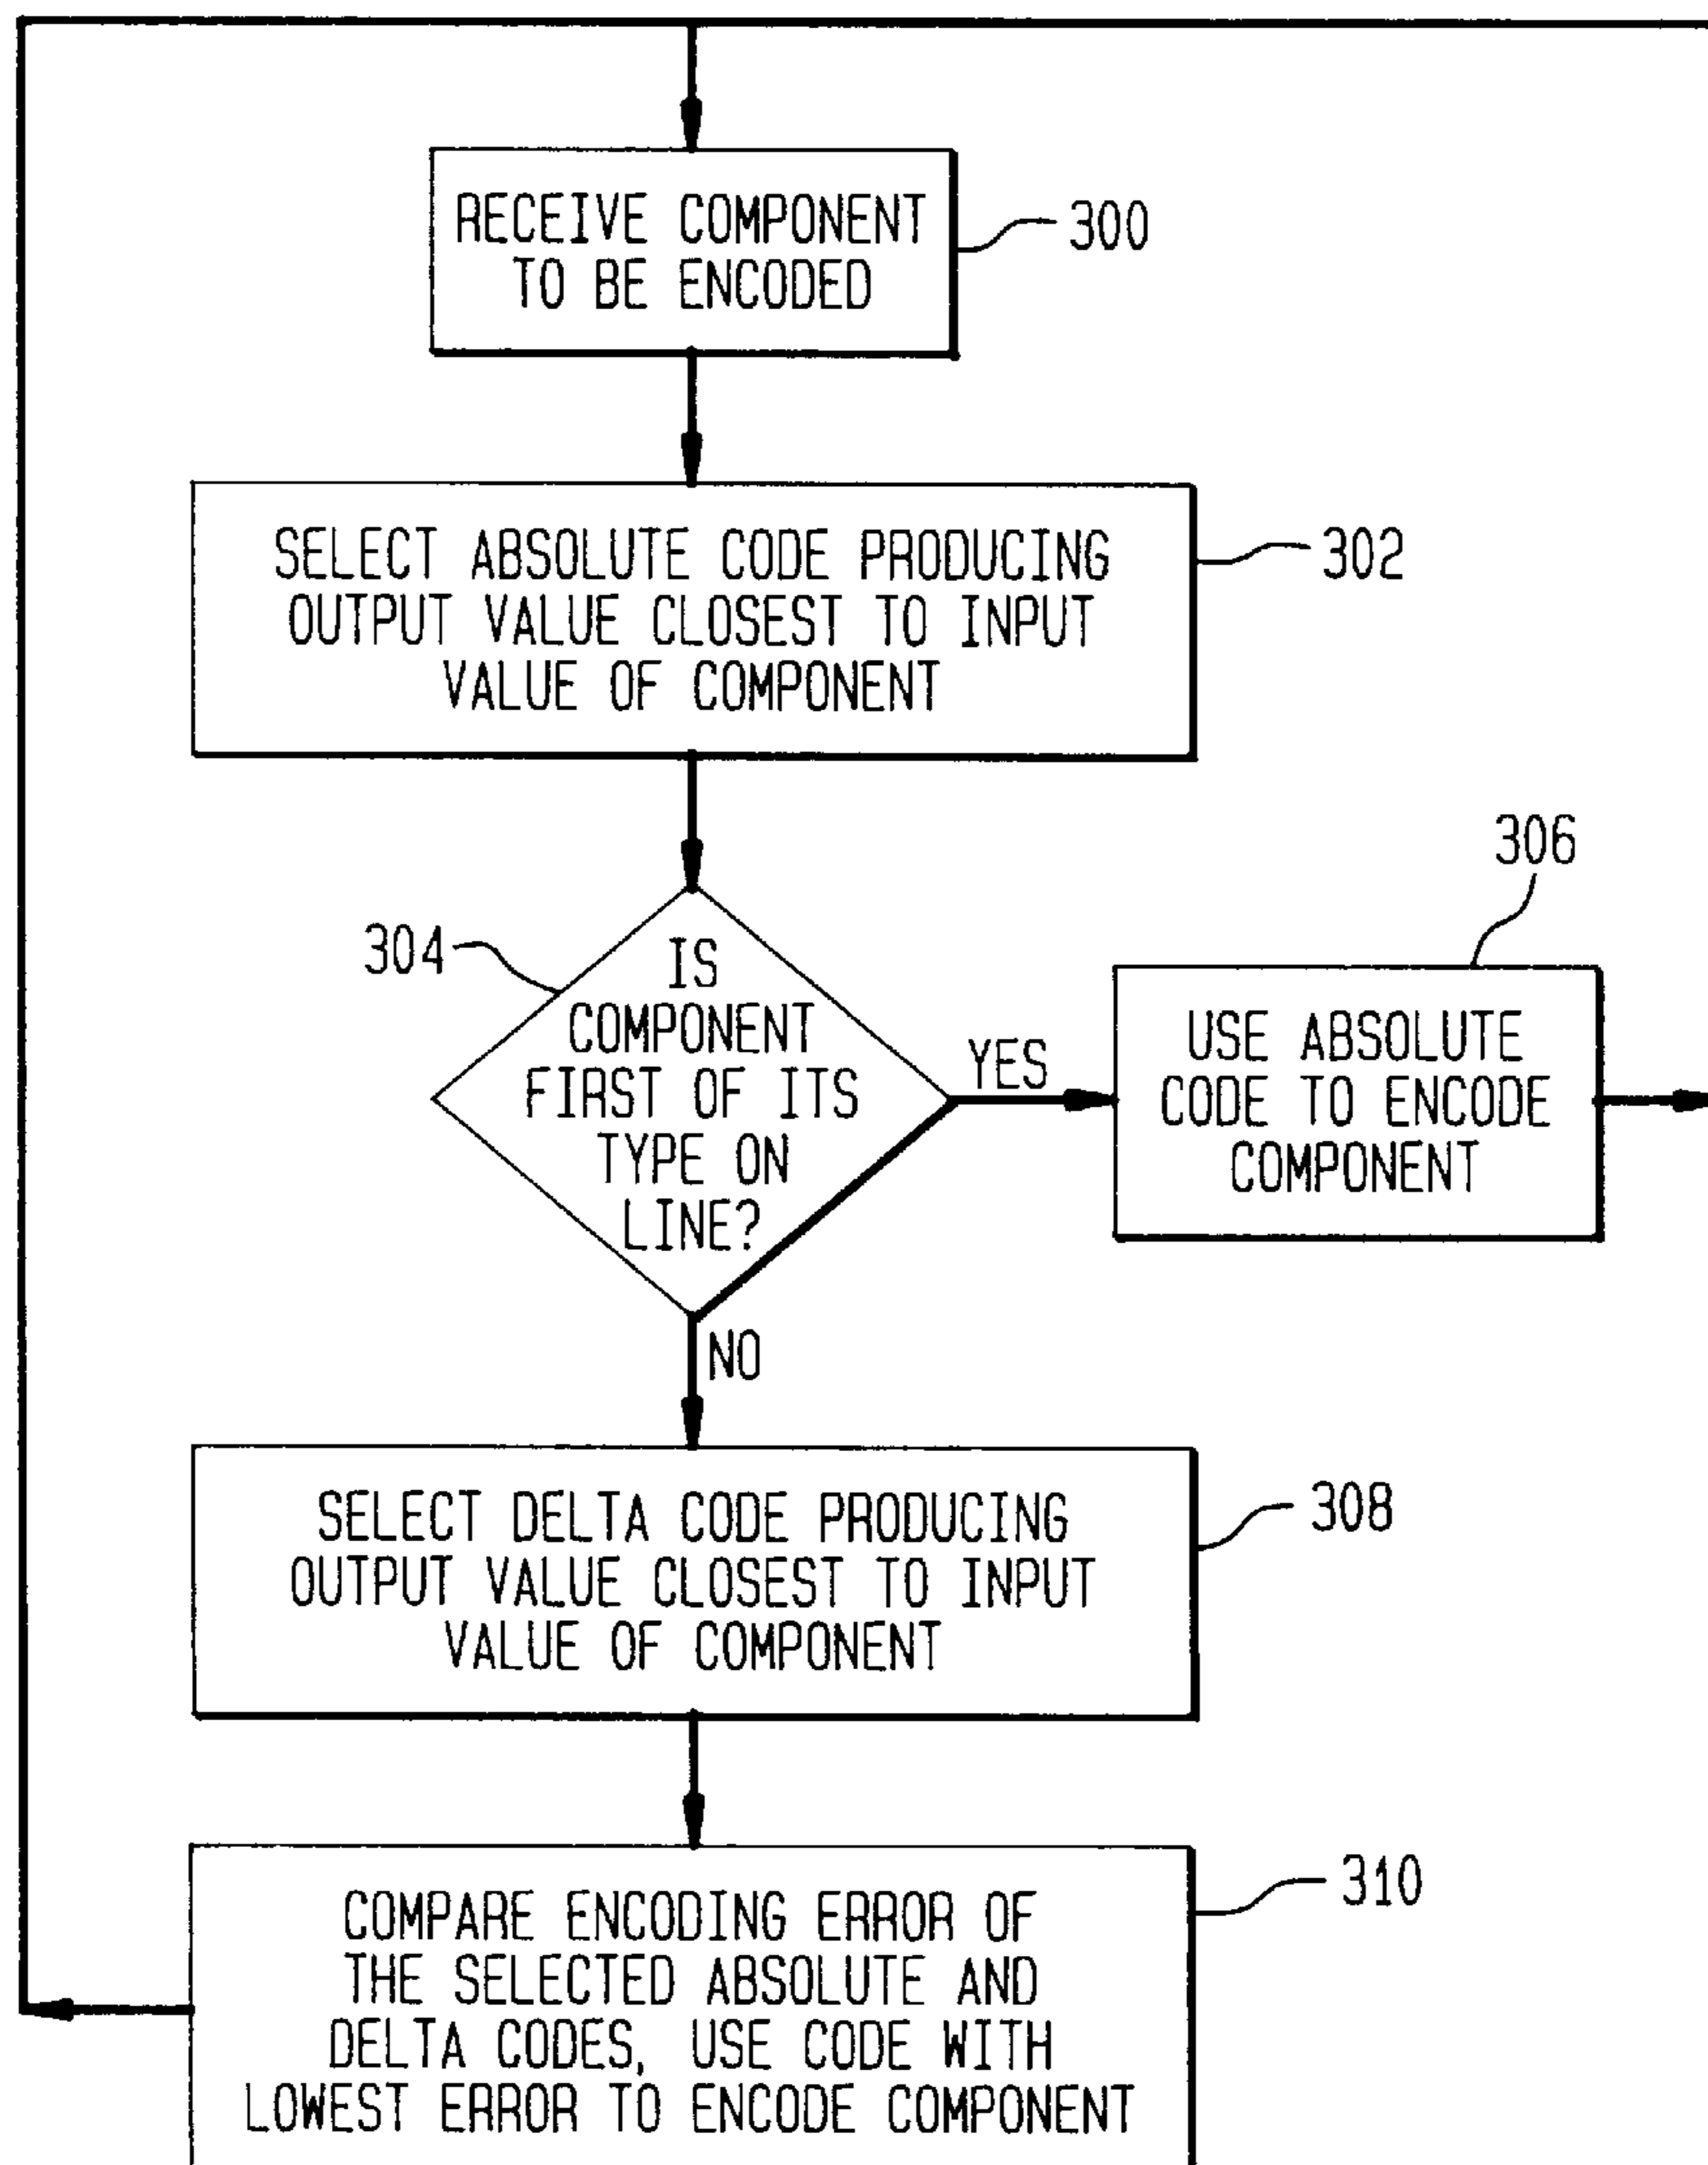 RECEIVE COMPONENT
TO BE ENCODED
300
SELECT ABSOLUTE CODE PRODUCING
OUTPUT VALUE CLOSEST TO INPUT
VALUE OF COMPONENT
302
304
IS
COMPONENT
FIRST OF ITS
TYPE ON
LINE?
YES
306
USE ABSOLUTE
CODE TO ENCODE
COMPONENT
NO
SELECT DELTA CODE PRODUCING
OUTPUT VALUE CLOSEST TO INPUT
VALUE OF COMPONENT
308
COMPARE ENCODING ERROR OF
THE SELECTED ABSOLUTE AND
DELTA CODES, USE CODE WITH
LOWEST ERROR TO ENCODE COMPONENT
310